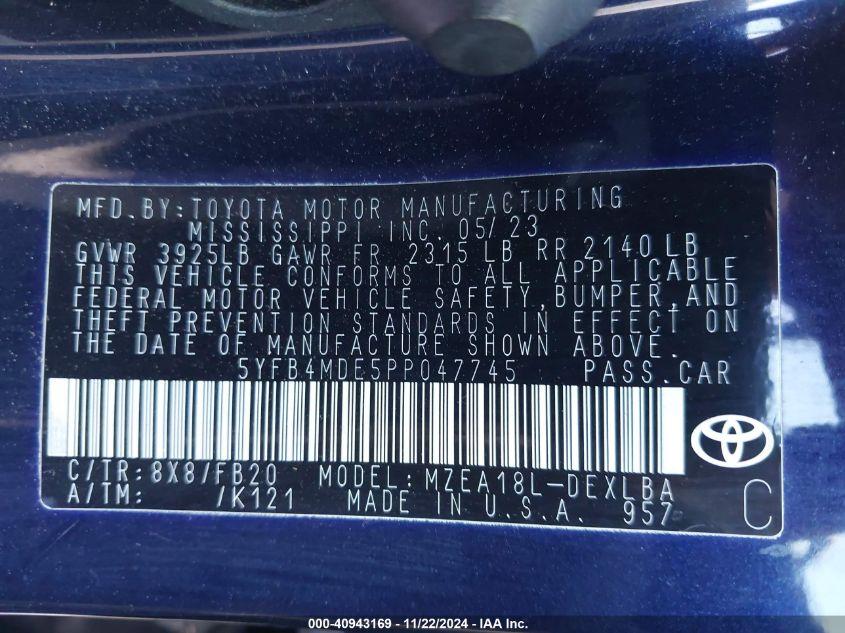 MFD. BY: TOYOTA MOTOR MANUFACTURING
MISSISSIPPI INC. 05/23
GVWR 3925LB GAWR FR 2315 LB RR 2140 LB
THIS VEHICLE CONFORMS TO ALL APPLICABLE
FEDERAL MOTOR VEHICLE SAFETY, BUMPER, AND
THEFT PREVENTION STANDARDS IN EFFECT ON
THE DATE OF MANUFACTURE SHOWN ABOVE.
5YFB4MDE5PP047745 PASS. CAR
C/TR: 8X8/FB20 MODEL: MZEA18L-DEXLBA
A/TM: /K121 MADE IN U.S.A. 957
C
000-40943169 - 11/22/2024 - IAA Inc.